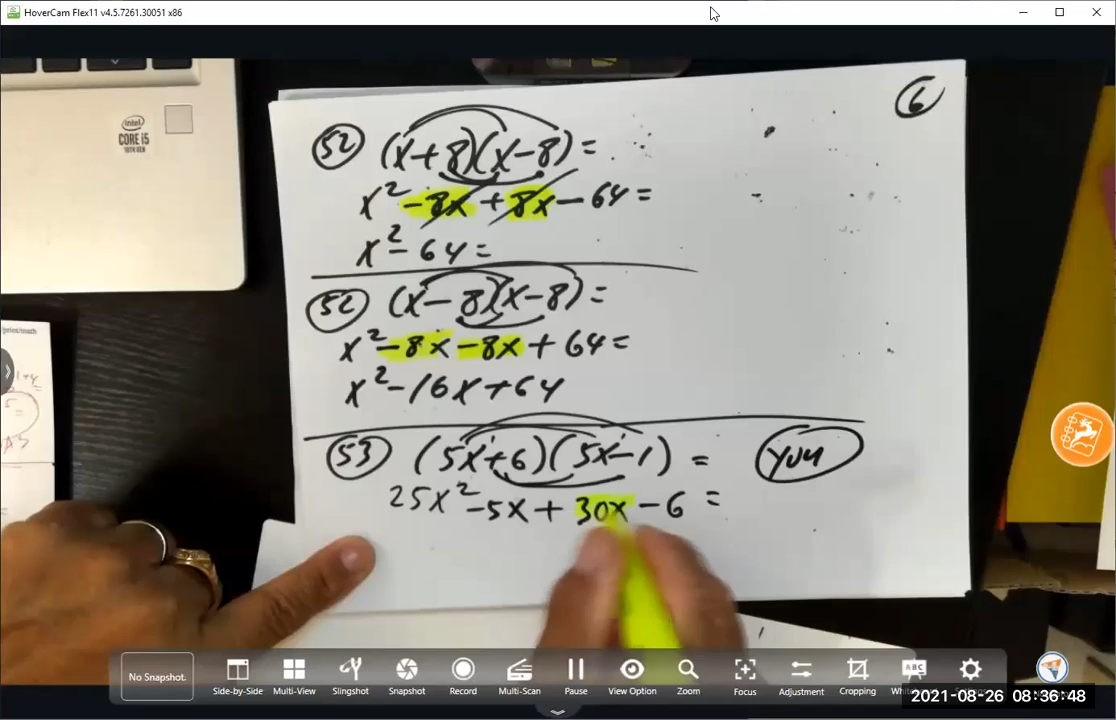 HoverCam Flex11 v4.5.7261.30051 x86
6
intel
CORE i5
10TH GEN
52 (x+8)(x-8)=
x²-8x+8x-64=
x²-64=
52 (x-8)(x-8)=
x²-8x-8x+64=
x²-16x+64
53 (5x+6)(5x-1)= you
25x²-5x+30x-6=
No Snapshot.
Side-by-Side Multi-View Slingshot Snapshot Record Multi-Scan Pause View Option Zoom Focus Adjustment Cropping
ABC
2021-08-26 08:36:48